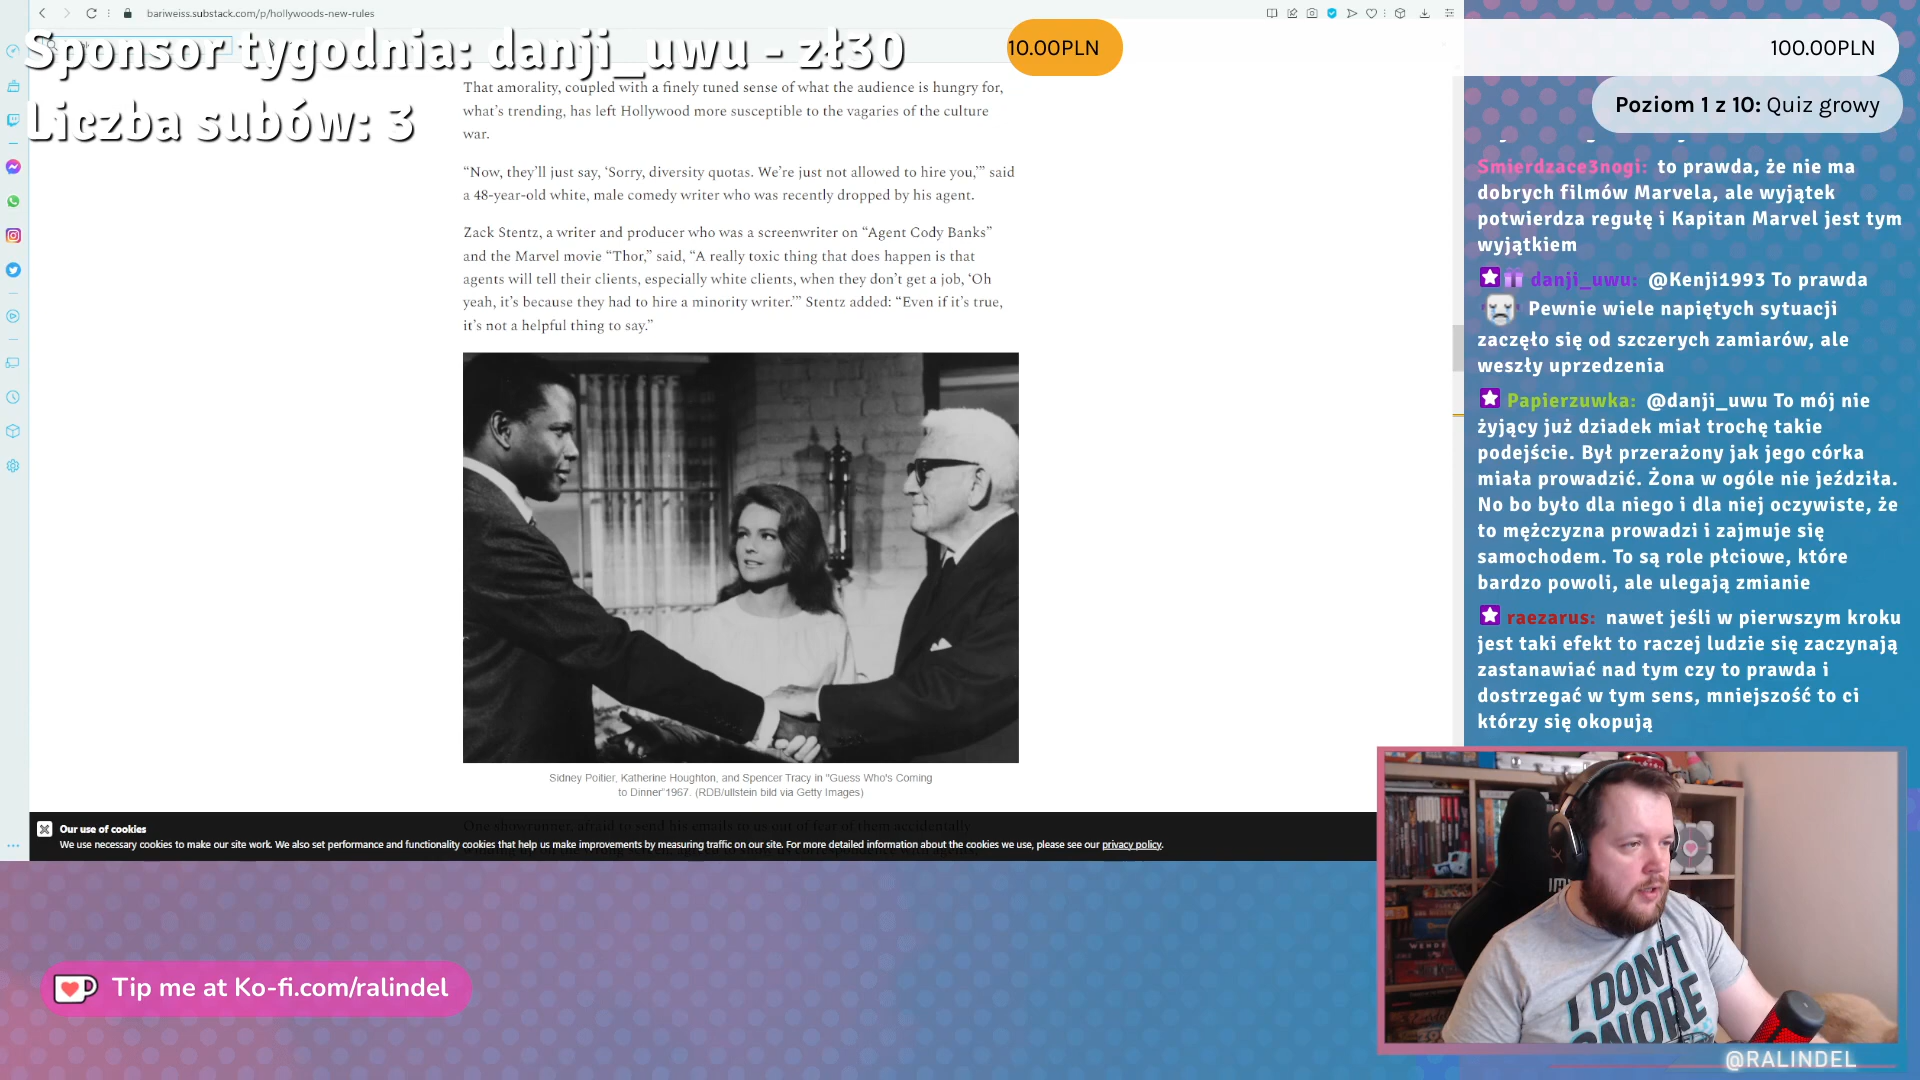 bariweiss.substack.com/p/hollywoods-new-rules
Sponsor tygodnia: danji_uwu - zł30
Liczba subów: 3
10.00PLN
100.00PLN
Poziom 1 z 10: Quiz growy
That amorality, coupled with a finely tuned sense of what the audience is hungry for,
what’s trending, has left Hollywood more susceptible to the vagaries of the culture
war.
“Now, they’ll just say, ‘Sorry, diversity quotas. We’re just not allowed to hire you,’” said
a 48-year-old white, male comedy writer who was recently dropped by his agent.
Zack Stentz, a writer and producer who was a screenwriter on “Agent Cody Banks”
and the Marvel movie “Thor,” said, “A really toxic thing that does happen is that
agents will tell their clients, especially white clients, when they don’t get a job, ‘Oh
yeah, it’s because they had to hire a minority writer.’” Stentz added: “Even if it’s true,
it’s not a helpful thing to say.”
Sidney Poitier, Katherine Houghton, and Spencer Tracy in "Guess Who's Coming
to Dinner"1967. (RDB/ullstein bild via Getty Images)
One showrunner, afraid to send his emails to us out of fear of them accidentally
Our use of cookies
We use necessary cookies to make our site work. We also set performance and functionality cookies that help us make improvements by measuring traffic on our site. For more detailed information about the cookies we use, please see our privacy policy.
Smierdzace3nogi: to prawda, że nie ma
dobrych filmów Marvela, ale wyjątek
potwierdza regułę i Kapitan Marvel jest tym
wyjątkiem
danji_uwu: @Kenji1993 To prawda
Pewnie wiele napiętych sytuacji
zaczęło się od szczerych zamiarów, ale
weszły uprzedzenia
Papierzuwka: @danji_uwu To mój nie
żyjący już dziadek miał trochę takie
podejście. Był przerażony jak jego córka
miała prowadzić. Żona w ogóle nie jeździła.
No bo było dla niego i dla niej oczywiste, że
to mężczyzna prowadzi i zajmuje się
samochodem. To są role płciowe, które
bardzo powoli, ale ulegają zmianie
raezarus: nawet jeśli w pierwszym kroku
jest taki efekt to raczej ludzie się zaczynają
zastanawiać nad tym czy to prawda i
dostrzegać w tym sens, mniejszość to ci
którzy się okopują
Tip me at Ko-fi.com/ralindel
I DON'T
@RALINDEL